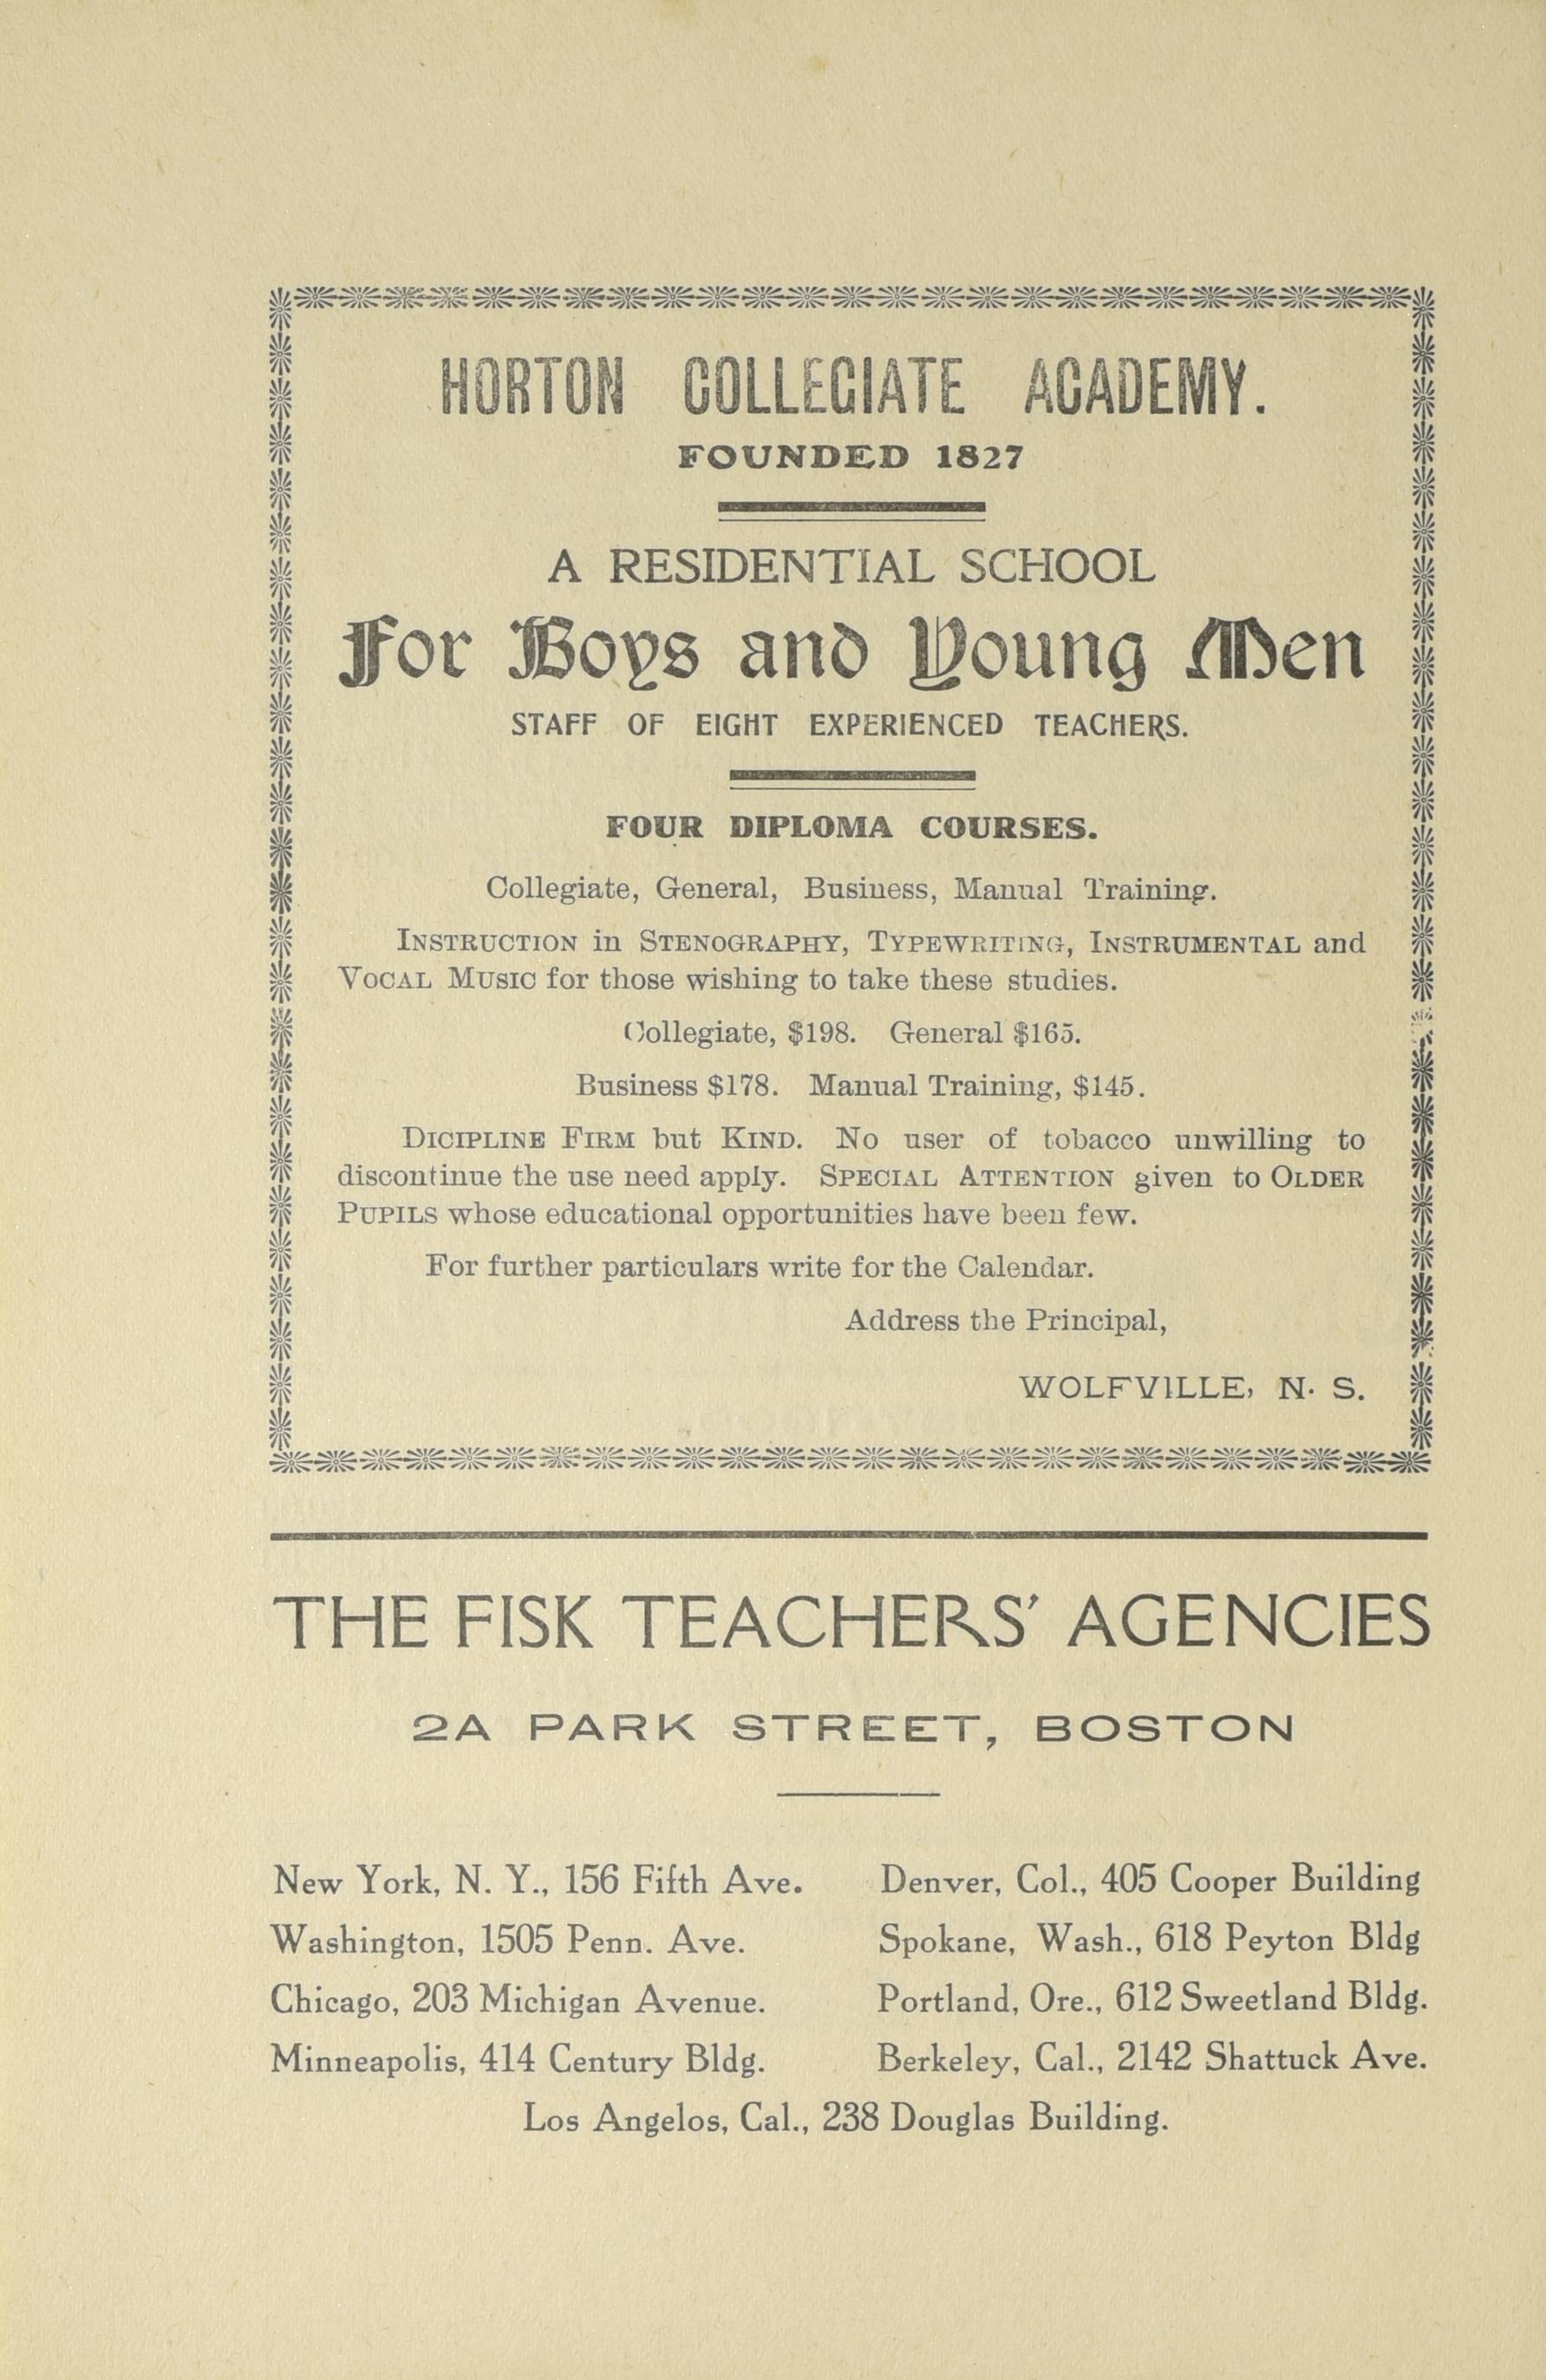 HORTON COLLEGIATE ACADEMY.
FOUNDED 1827
A RESIDENTIAL SCHOOL
For Boys and Young Men
STAFF OF EIGHT EXPERIENCED TEACHERS.
FOUR DIPLOMA COURSES.
Collegiate, General, Business, Manual Training.
INSTRUCTION in STENOGRAPHY, TYPEWRITING, INSTRUMENTAL and
VOCAL MUSIC for those wishing to take these studies.
Collegiate, $198. General $165.
Business $178. Manual Training, $145.
DICIPLINE FIRM but KIND. No user of tobacco unwilling to
discontinue the use need apply. SPECIAL ATTENTION given to OLDER
PUPILS whose educational opportunities have been few.
For further particulars write for the Calendar.
Address the Principal,
WOLFVILLE, N. S.
THE FISK TEACHERS' AGENCIES
2A PARK STREET, BOSTON
New York, N. Y., 156 Fifth Ave. Denver, Col., 405 Cooper Building
Washington, 1505 Penn. Ave. Spokane, Wash., 618 Peyton Bldg
Chicago, 203 Michigan Avenue. Portland, Ore., 612 Sweetland Bldg.
Minneapolis, 414 Century Bldg. Berkeley, Cal., 2142 Shattuck Ave.
Los Angelos, Cal., 238 Douglas Building.